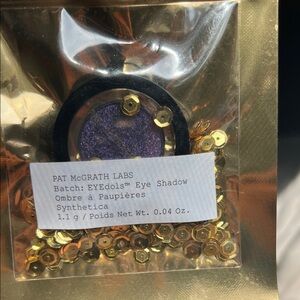 PAT McGRATH LABS
Batch: EYEdols™ Eye Shadow
Ombre à Paupières
Synthetica
1.1 g / Poids Net Wt. 0.04 Oz.